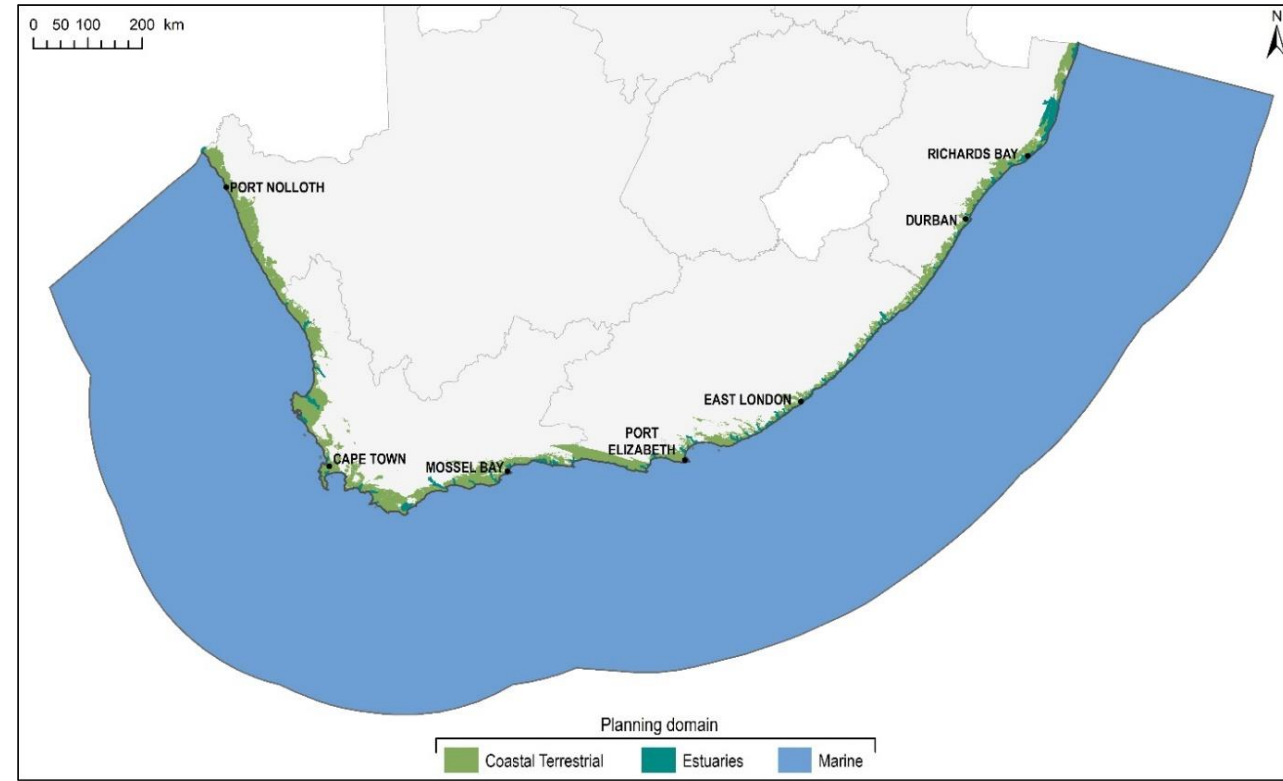 0 50 100 200 km
N
RICHARDS BAY
PORT NOLLOTH
DURBAN
EAST LONDON
PORT
ELIZABETH
CAPE TOWN
MOSSEL BAY
Planning domain
Coastal Terrestrial
Estuaries
Marine